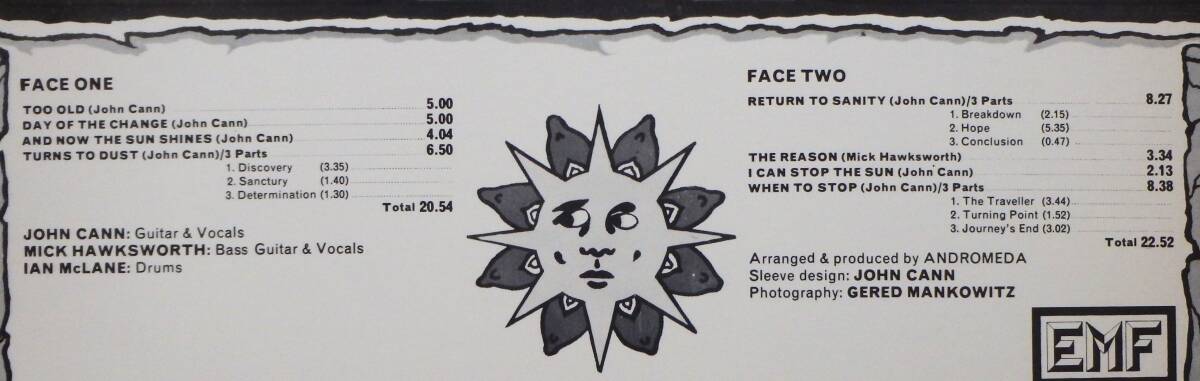 FACE ONE
TOO OLD (John Cann) 5.00
DAY OF THE CHANGE (John Cann) 5.00
AND NOW THE SUN SHINES (John Cann) 4.04
TURNS TO DUST (John Cann)/3 Parts 6.50
1. Discovery (3.35)
2. Sanctury (1.40)
3. Determination (1.30)
Total 20.54
JOHN CANN: Guitar & Vocals
MICK HAWKSWORTH: Bass Guitar & Vocals
IAN McLANE: Drums
FACE TWO
RETURN TO SANITY (John Cann)/3 Parts 8.27
1. Breakdown (2.15)
2. Hope (5.35)
3. Conclusion (0.47)
THE REASON (Mick Hawksworth) 3.34
I CAN STOP THE SUN (John Cann) 2.13
WHEN TO STOP (John Cann)/3 Parts 8.38
1. The Traveller (3.44)
2. Turning Point (1.52)
3. Journey's End (3.02)
Total 22.52
Arranged & produced by ANDROMEDA
Sleeve design: JOHN CANN
Photography: GERED MANKOWITZ
EMF